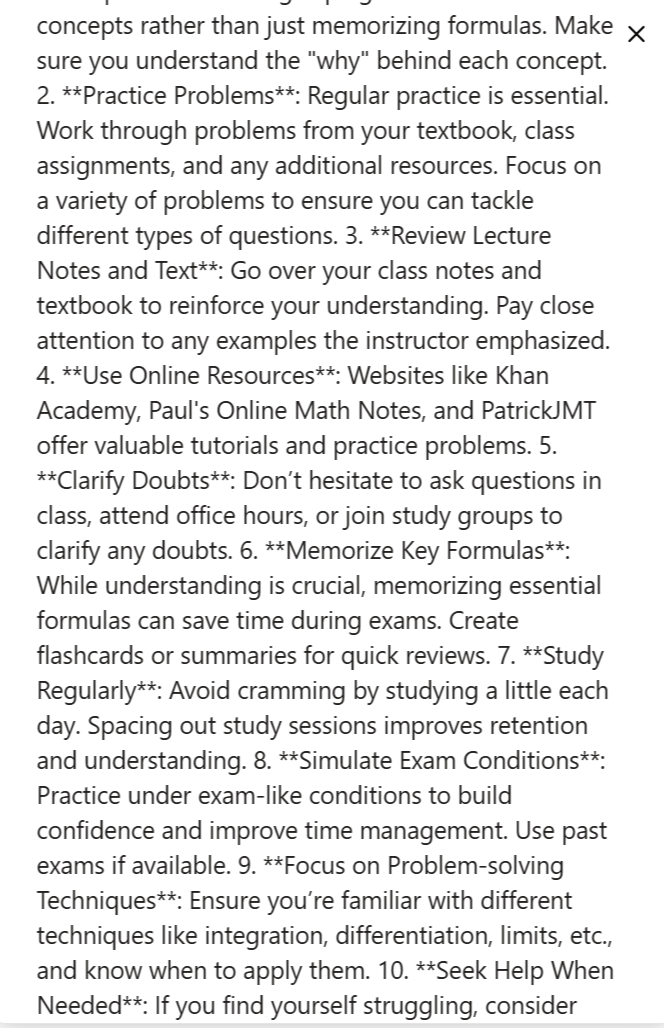 concepts rather than just memorizing formulas. Make
sure you understand the "why" behind each concept.
2. **Practice Problems**: Regular practice is essential.
Work through problems from your textbook, class
assignments, and any additional resources. Focus on
a variety of problems to ensure you can tackle
different types of questions. 3. **Review Lecture
Notes and Text**: Go over your class notes and
textbook to reinforce your understanding. Pay close
attention to any examples the instructor emphasized.
4. **Use Online Resources**: Websites like Khan
Academy, Paul's Online Math Notes, and PatrickJMT
offer valuable tutorials and practice problems. 5.
**Clarify Doubts**: Don’t hesitate to ask questions in
class, attend office hours, or join study groups to
clarify any doubts. 6. **Memorize Key Formulas**:
While understanding is crucial, memorizing essential
formulas can save time during exams. Create
flashcards or summaries for quick reviews. 7. **Study
Regularly**: Avoid cramming by studying a little each
day. Spacing out study sessions improves retention
and understanding. 8. **Simulate Exam Conditions**:
Practice under exam-like conditions to build
confidence and improve time management. Use past
exams if available. 9. **Focus on Problem-solving
Techniques**: Ensure you’re familiar with different
techniques like integration, differentiation, limits, etc.,
and know when to apply them. 10. **Seek Help When
Needed**: If you find yourself struggling, consider